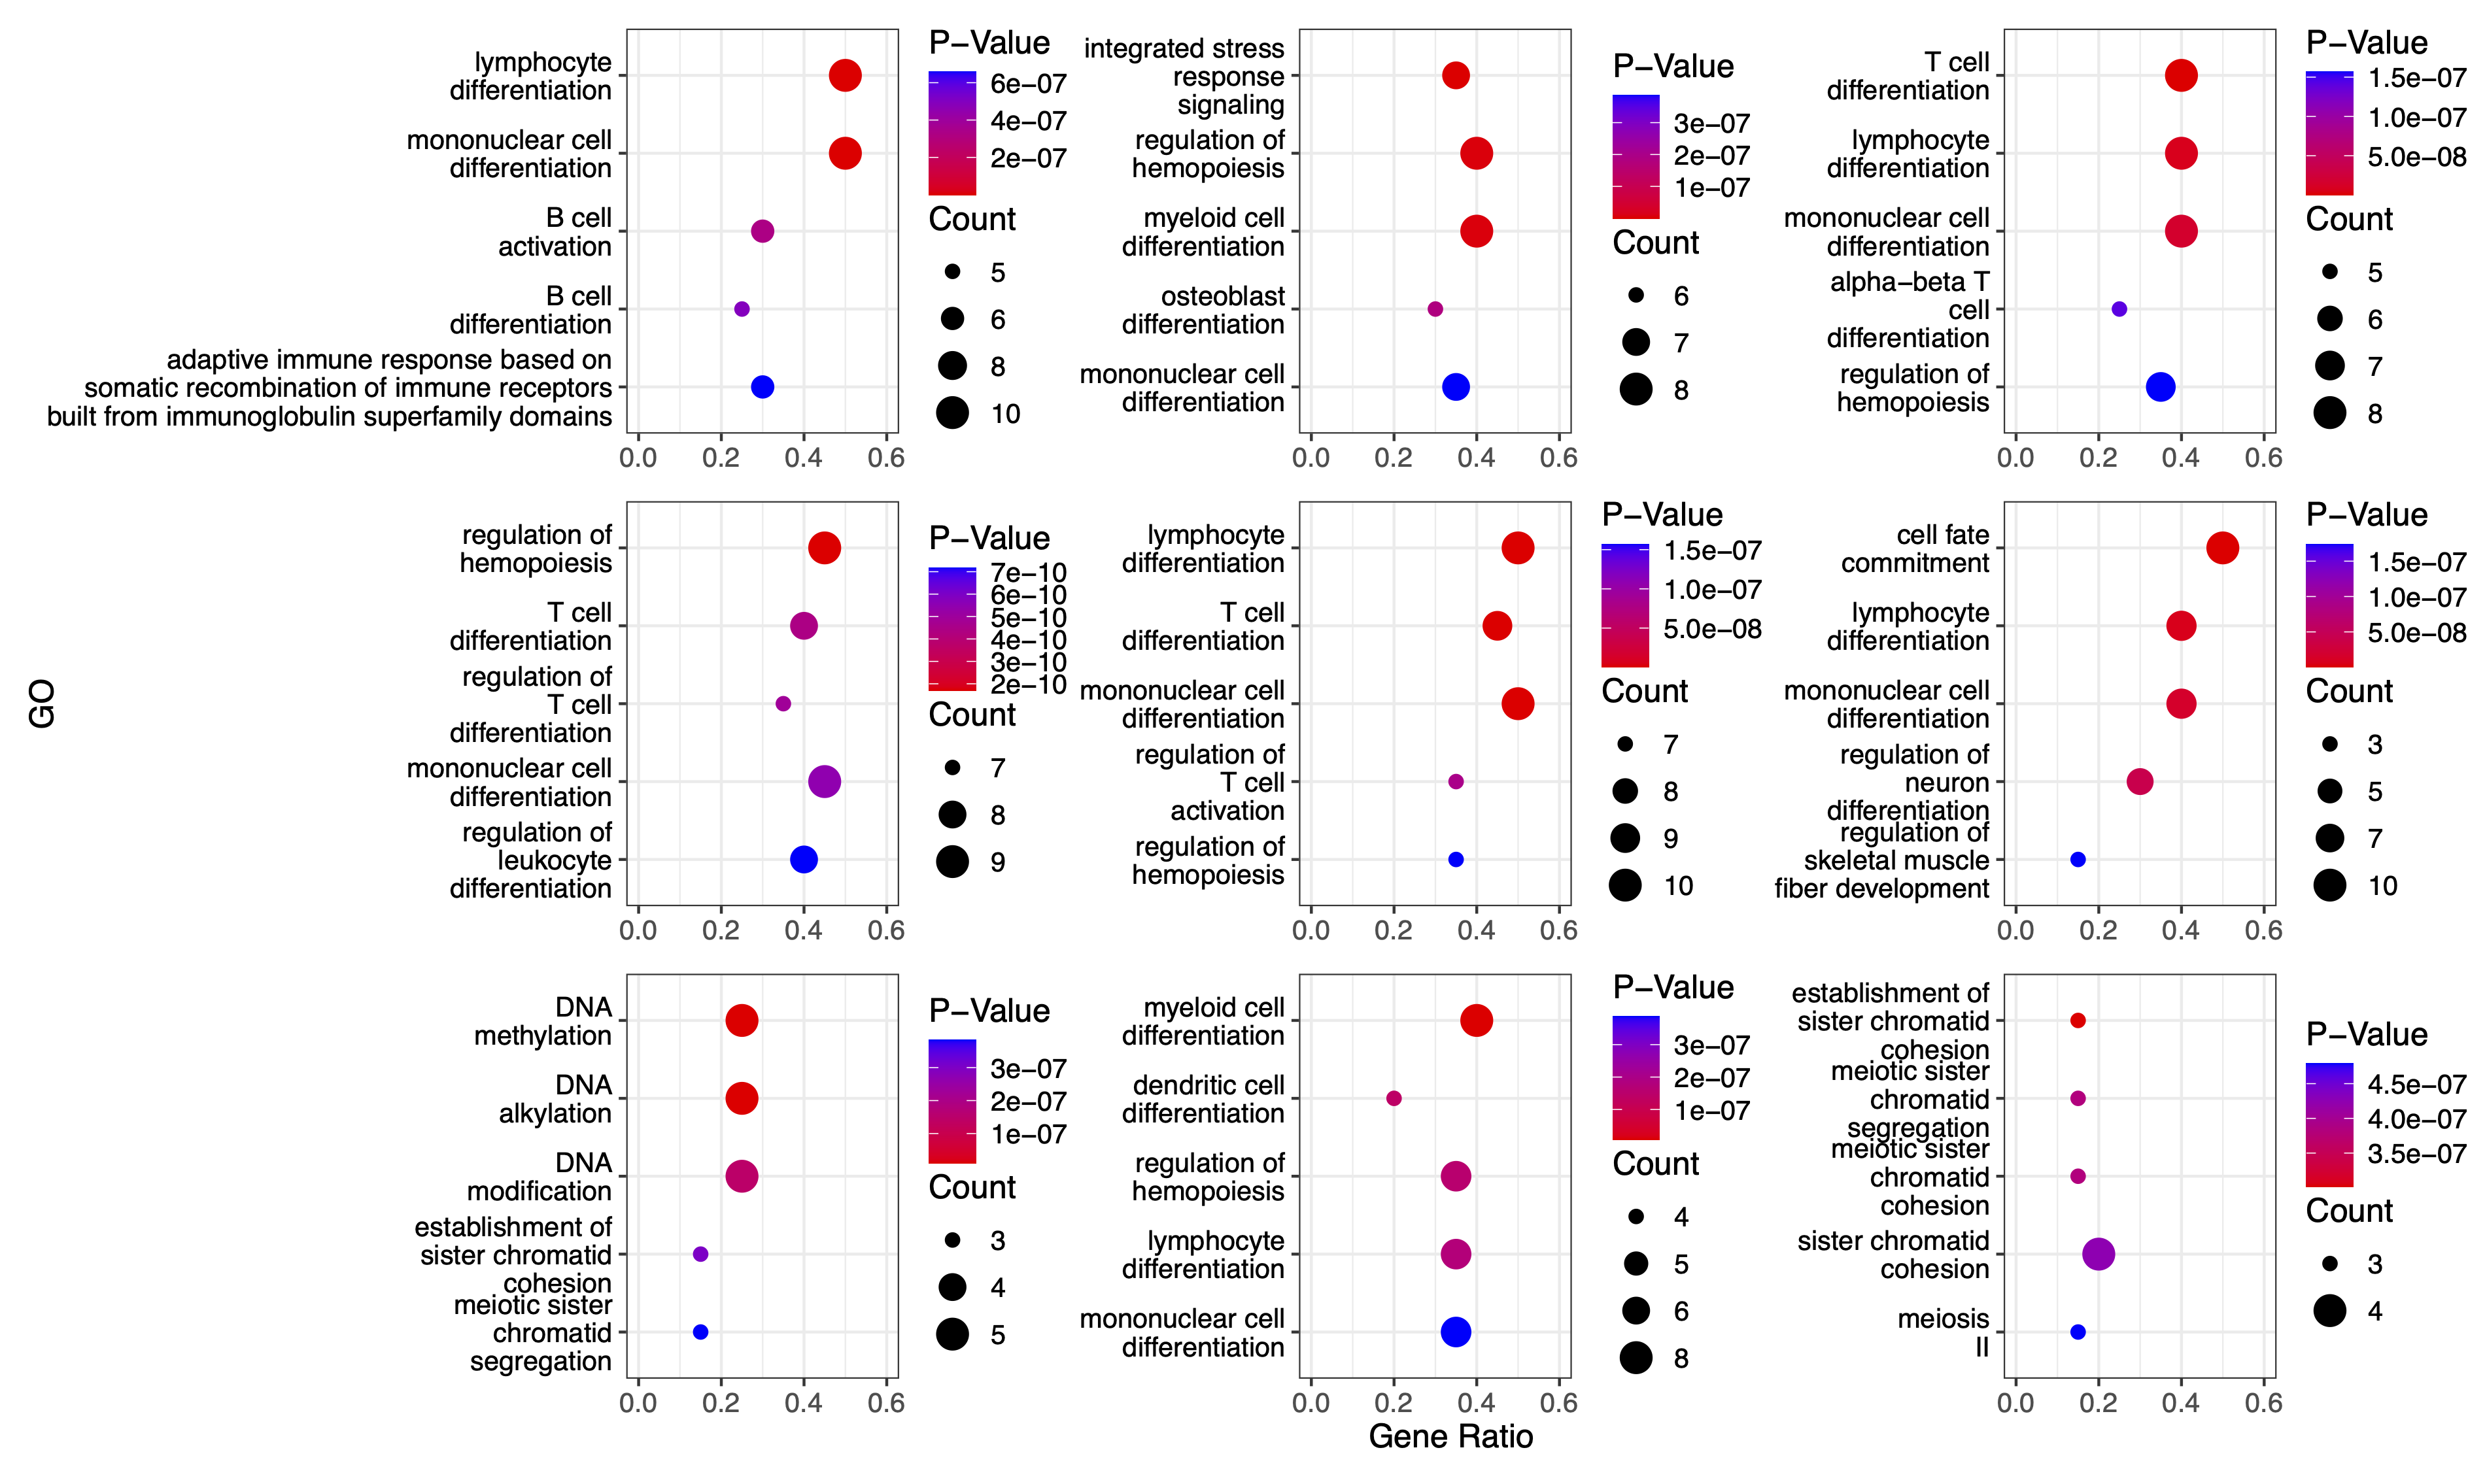 lymphocyte
differentiation
mononuclear cell
differentiation
B cell
activation
B cell
differentiation
adaptive immune response based on
somatic recombination of immune receptors
built from immunoglobulin superfamily domains
0.0 0.2 0.4 0.6
P−Value
6e−07
4e−07
2e−07
Count
5
6
8
10
integrated stress
response
signaling
regulation of
hemopoiesis
myeloid cell
differentiation
osteoblast
differentiation
mononuclear cell
differentiation
0.0 0.2 0.4 0.6
P−Value
3e−07
2e−07
1e−07
Count
6
7
8
T cell
differentiation
lymphocyte
differentiation
mononuclear cell
differentiation
alpha−beta T
cell
differentiation
regulation of
hemopoiesis
0.0 0.2 0.4 0.6
P−Value
1.5e−07
1.0e−07
5.0e−08
Count
5
6
7
8
GO
regulation of
hemopoiesis
T cell
differentiation
regulation of
T cell
differentiation
mononuclear cell
differentiation
regulation of
leukocyte
differentiation
0.0 0.2 0.4 0.6
P−Value
7e−10
6e−10
5e−10
4e−10
3e−10
2e−10
Count
7
8
9
lymphocyte
differentiation
T cell
differentiation
mononuclear cell
differentiation
regulation of
T cell
activation
regulation of
hemopoiesis
0.0 0.2 0.4 0.6
P−Value
1.5e−07
1.0e−07
5.0e−08
Count
7
8
9
10
cell fate
commitment
lymphocyte
differentiation
mononuclear cell
differentiation
regulation of
neuron
differentiation
regulation of
skeletal muscle
fiber development
0.0 0.2 0.4 0.6
P−Value
1.5e−07
1.0e−07
5.0e−08
Count
3
5
7
10
DNA
methylation
DNA
alkylation
DNA
modification
establishment of
sister chromatid
cohesion
meiotic sister
chromatid
segregation
0.0 0.2 0.4 0.6
P−Value
3e−07
2e−07
1e−07
Count
3
4
5
myeloid cell
differentiation
dendritic cell
differentiation
regulation of
hemopoiesis
lymphocyte
differentiation
mononuclear cell
differentiation
0.0 0.2 0.4 0.6
P−Value
3e−07
2e−07
1e−07
Count
4
5
6
8
establishment of
sister chromatid
cohesion
meiotic sister
chromatid
segregation
meiotic sister
chromatid
cohesion
sister chromatid
cohesion
meiosis
II
0.0 0.2 0.4 0.6
P−Value
4.5e−07
4.0e−07
3.5e−07
Count
3
4
Gene Ratio